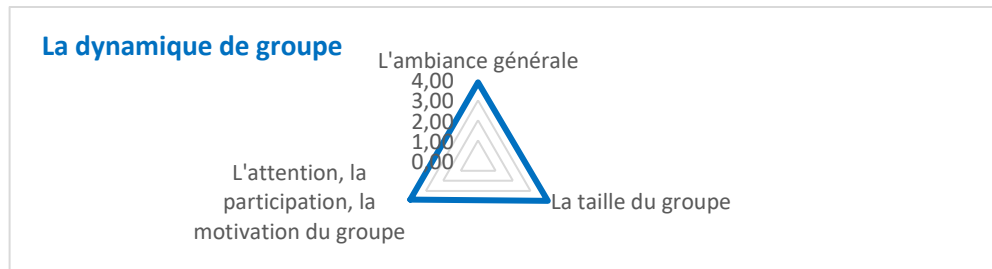 La dynamique de groupe
L'ambiance générale
4,00
3,00
2,00
1,00
0,00
L'attention, la
participation, la
motivation du groupe
La taille du groupe